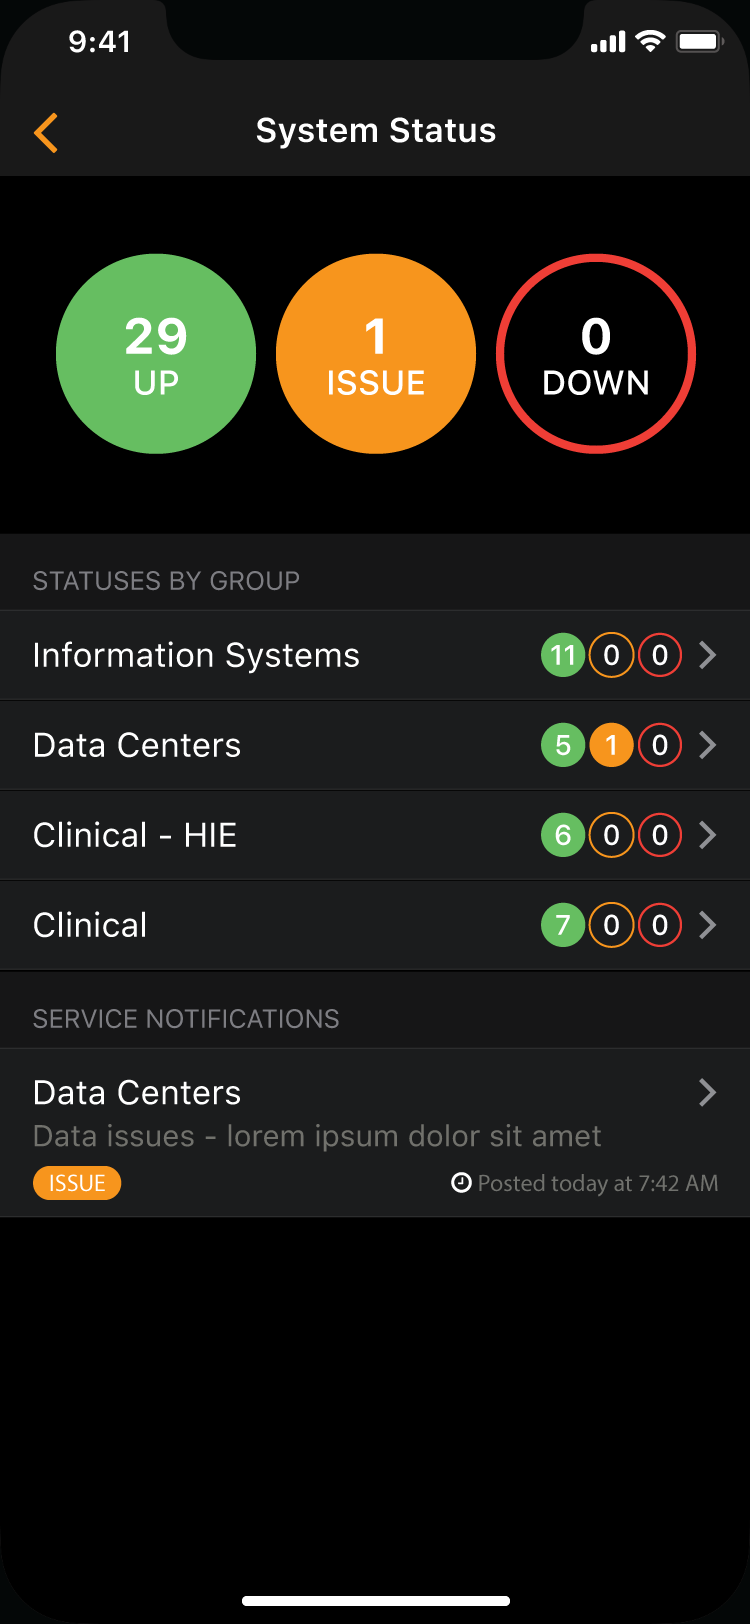 9:41
System Status
29 1 0
UP ISSUE DOWN
STATUSES BY GROUP
Information Systems 11 0 0
Data Centers 5 1 0
Clinical - HIE 6 0 0
Clinical 7 0 0
SERVICE NOTIFICATIONS
Data Centers
Data issues - lorem ipsum dolor sit amet
ISSUE Posted today at 7:42 AM